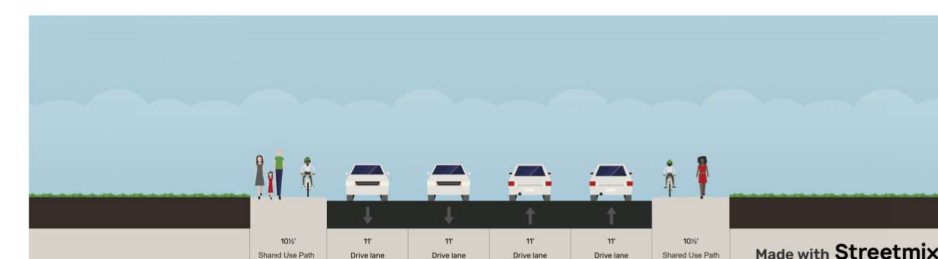 10½'
Shared Use Path
11'
Drive lane
11'
Drive lane
11'
Drive lane
11'
Drive lane
10½'
Shared Use Path
Made with Streetmix